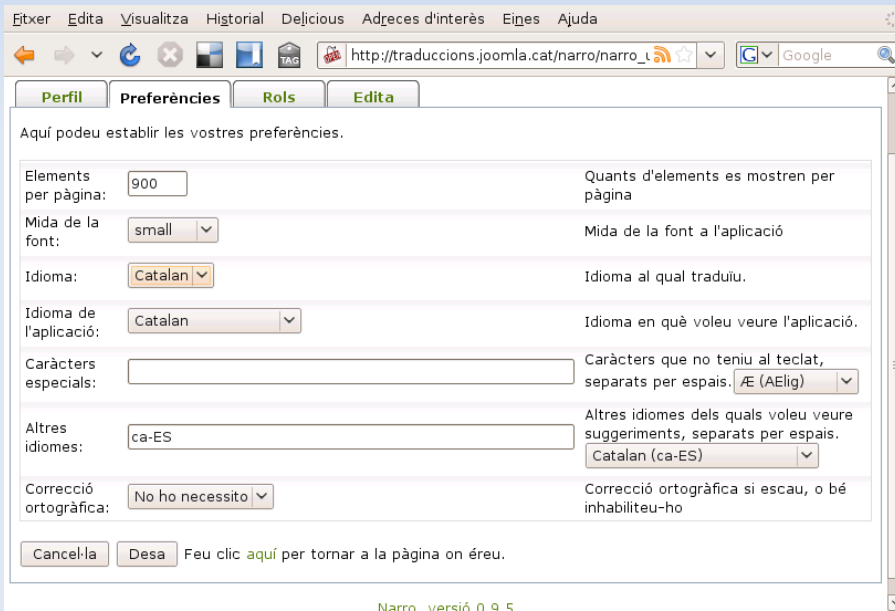 Fitxer Edita Visualitza Historial Delicious Adreces d'interès Eines Ajuda
TAG http://traduccions.joomla.cat/narro/narro_u G Google
Perfil Preferències Rols Edita
Aquí podeu establir les vostres preferències.
Elements per pàgina:
900
Quants d'elements es mostren per
pàgina
Mida de la
font:
small
Mida de la font a l'aplicació
Idioma:
Catalan
Idioma al qual traduïu.
Idioma de
l'aplicació:
Catalan
Idioma en què voleu veure l'aplicació.
Caràcters
especials:
Caràcters que no teniu al teclat,
separats per espais. Æ (AElig)
Altres
idiomes:
ca-ES
Altres idiomes dels quals voleu veure
suggeriments, separats per espais.
Catalan (ca-ES)
Correcció
ortogràfica:
No ho necessito
Correcció ortogràfica si escau, o bé
inhabiliteu-ho
Cancel·la Desa Feu clic aquí per tornar a la pàgina on éreu.
Narro, versió 0.9.5